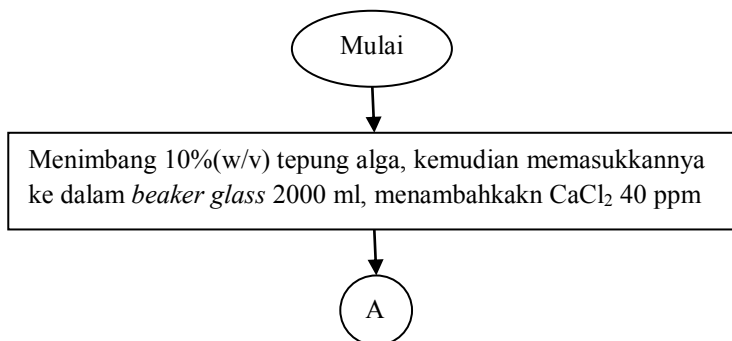 Mulai
Menimbang 10%(w/v) tepung alga, kemudian memasukkannya
ke dalam beaker glass 2000 ml, menambahkakn CaCl₂ 40 ppm
A